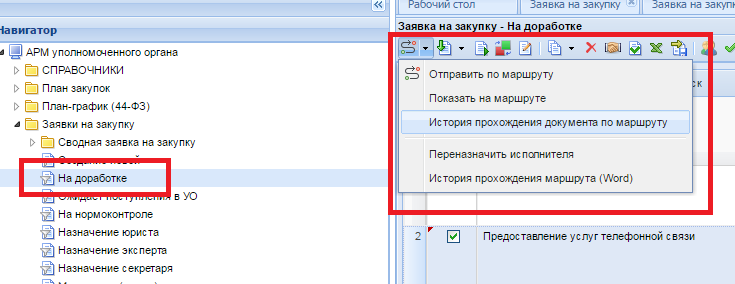 Рабочий стол
Заявка на закупку
Заявка на закупку
Навигатор
АРМ уполномоченного органа
СПРАВОЧНИКИ
План закупок
План-график (44-ФЗ)
Заявки на закупку
Сводная заявка на закупку
На доработке
Ожидает поступления в УО
На нормоконтроле
Назначение юриста
Назначение эксперта
Назначение секретаря
Заявка на закупку - На доработке
Отправить по маршруту
Показать на маршруте
История прохождения документа по маршруту
Переназначить исполнителя
История прохождения маршрута (Word)
ск
2
Предоставление услуг телефонной связи